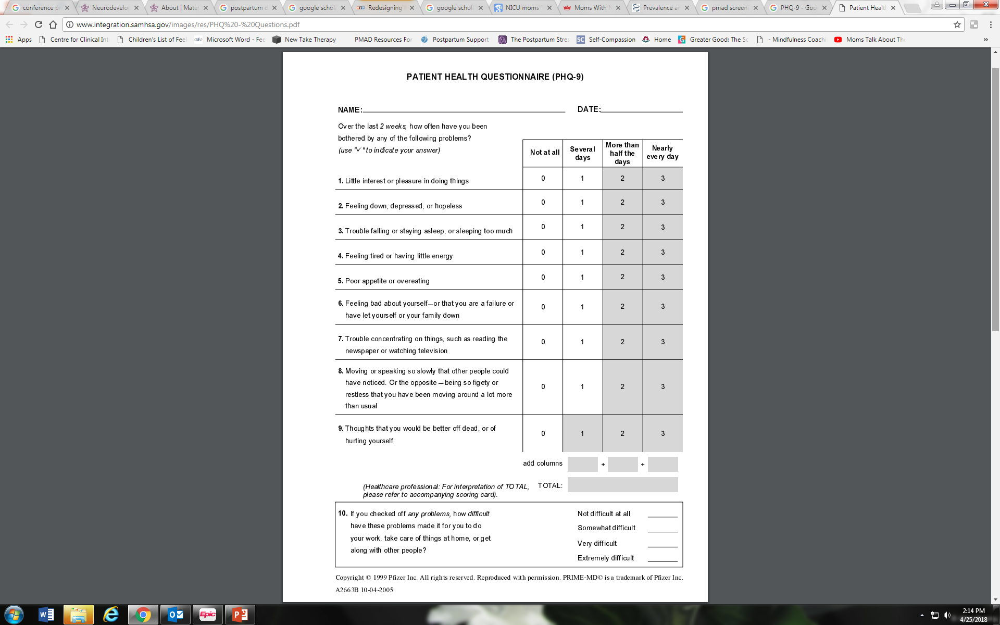 conference p
Neurodevelo
About | Mate
postpartum d
google schol
Redesigning
google schol
NICU moms
Moms With N
Prevalence a
pmad screen
PHQ-9 - Goo
Patient Healt
www.integration.samhsa.gov/images/res/PHQ%20-%20Questions.pdf
Apps
Centre for Clinical Int
Children's List of Feel
Microsoft Word - Fee
New Take Therapy
PMAD Resources For
Postpartum Support
The Postpartum Stres
SC
Self-Compassion
Home
Greater Good: The Sc
- Mindfulness Coachi
Moms Talk About Th
»
PATIENT HEALTH QUESTIONNAIRE (PHQ-9)
NAME: DATE:
Over the last 2 weeks, how often have you been
bothered by any of the following problems?
(use "✓" to indicate your answer)
Not at all
Several
days
More than
half the
days
Nearly
every day
1. Little interest or pleasure in doing things 0 1 2 3
2. Feeling down, depressed, or hopeless 0 1 2 3
3. Trouble falling or staying asleep, or sleeping too much 0 1 2 3
4. Feeling tired or having little energy 0 1 2 3
5. Poor appetite or overeating 0 1 2 3
6. Feeling bad about yourself—or that you are a failure or
have let yourself or your family down 0 1 2 3
7. Trouble concentrating on things, such as reading the
newspaper or watching television 0 1 2 3
8. Moving or speaking so slowly that other people could
have noticed. Or the opposite — being so figety or
restless that you have been moving around a lot more
than usual 0 1 2 3
9. Thoughts that you would be better off dead, or of
hurting yourself 0 1 2 3
add columns + +
(Healthcare professional: For interpretation of TOTAL, TOTAL:
please refer to accompanying scoring card).
10. If you checked off any problems, how difficult
have these problems made it for you to do
your work, take care of things at home, or get
along with other people?
Not difficult at all
Somewhat difficult
Very difficult
Extremely difficult
Copyright © 1999 Pfizer Inc. All rights reserved. Reproduced with permission. PRIME-MD© is a trademark of Pfizer Inc.
A2663B 10-04-2005
Epic
2:14 PM
4/25/2018